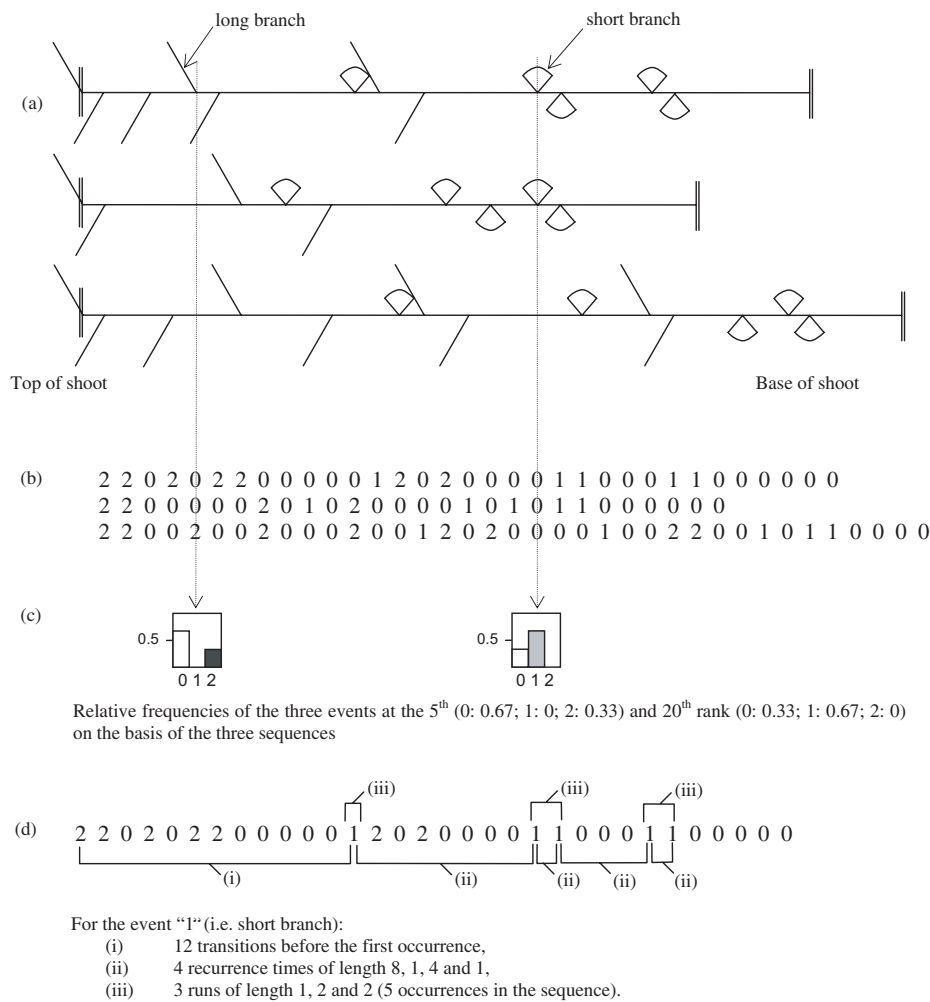 long branch
short branch
(a)
Top of shoot
Base of shoot
(b)
2 2 0 2 0 2 2 0 0 0 0 0 1 2 0 2 0 0 0 0 1 1 0 0 0 1 1 0 0 0 0 0 0
2 2 0 0 0 0 0 2 0 1 0 2 0 0 0 0 1 0 1 0 1 1 0 0 0 0 0 0
2 2 0 0 2 0 0 2 0 0 0 2 0 0 1 2 0 2 0 0 0 0 1 0 0 2 2 0 0 1 0 1 1 0 0 0 0
(c)
0.5
0 1 2
0.5
0 1 2
Relative frequencies of the three events at the 5th (0: 0.67; 1: 0; 2: 0.33) and 20th rank (0: 0.33; 1: 0.67; 2: 0)
on the basis of the three sequences
(iii) (iii) (iii)
(d) 2 2 0 2 0 2 2 0 0 0 0 0 1 2 0 2 0 0 0 0 1 1 0 0 0 1 1 0 0 0 0 0
(i) (ii) (ii) (ii) (ii)
For the event “1“ (i.e. short branch):
(i) 12 transitions before the first occurrence,
(ii) 4 recurrence times of length 8, 1, 4 and 1,
(iii) 3 runs of length 1, 2 and 2 (5 occurrences in the sequence).